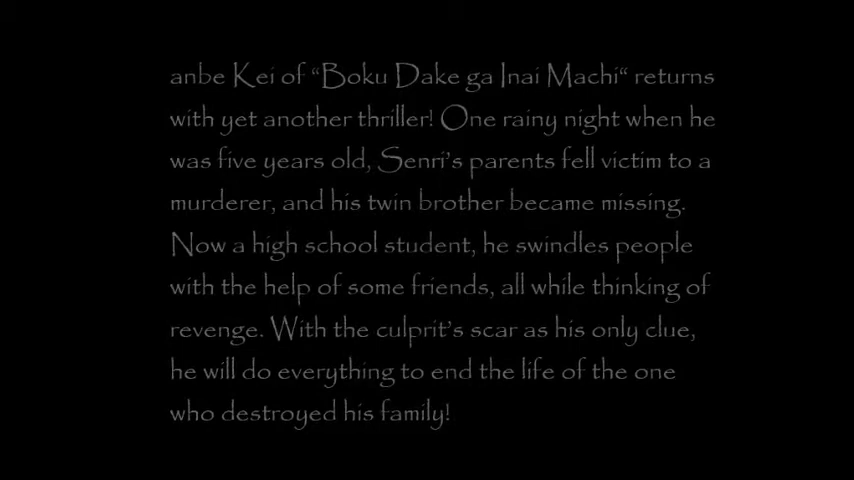 anbe Kei of “Boku Dake ga Inai Machi“ returns
with yet another thriller! One rainy night when he
was five years old, Senri's parents fell victim to a
murderer, and his twin brother became missing.
Now a high school student, he swindles people
with the help of some friends, all while thinking of
revenge. With the culprit's scar as his only clue,
he will do everything to end the life of the one
who destroyed his family!